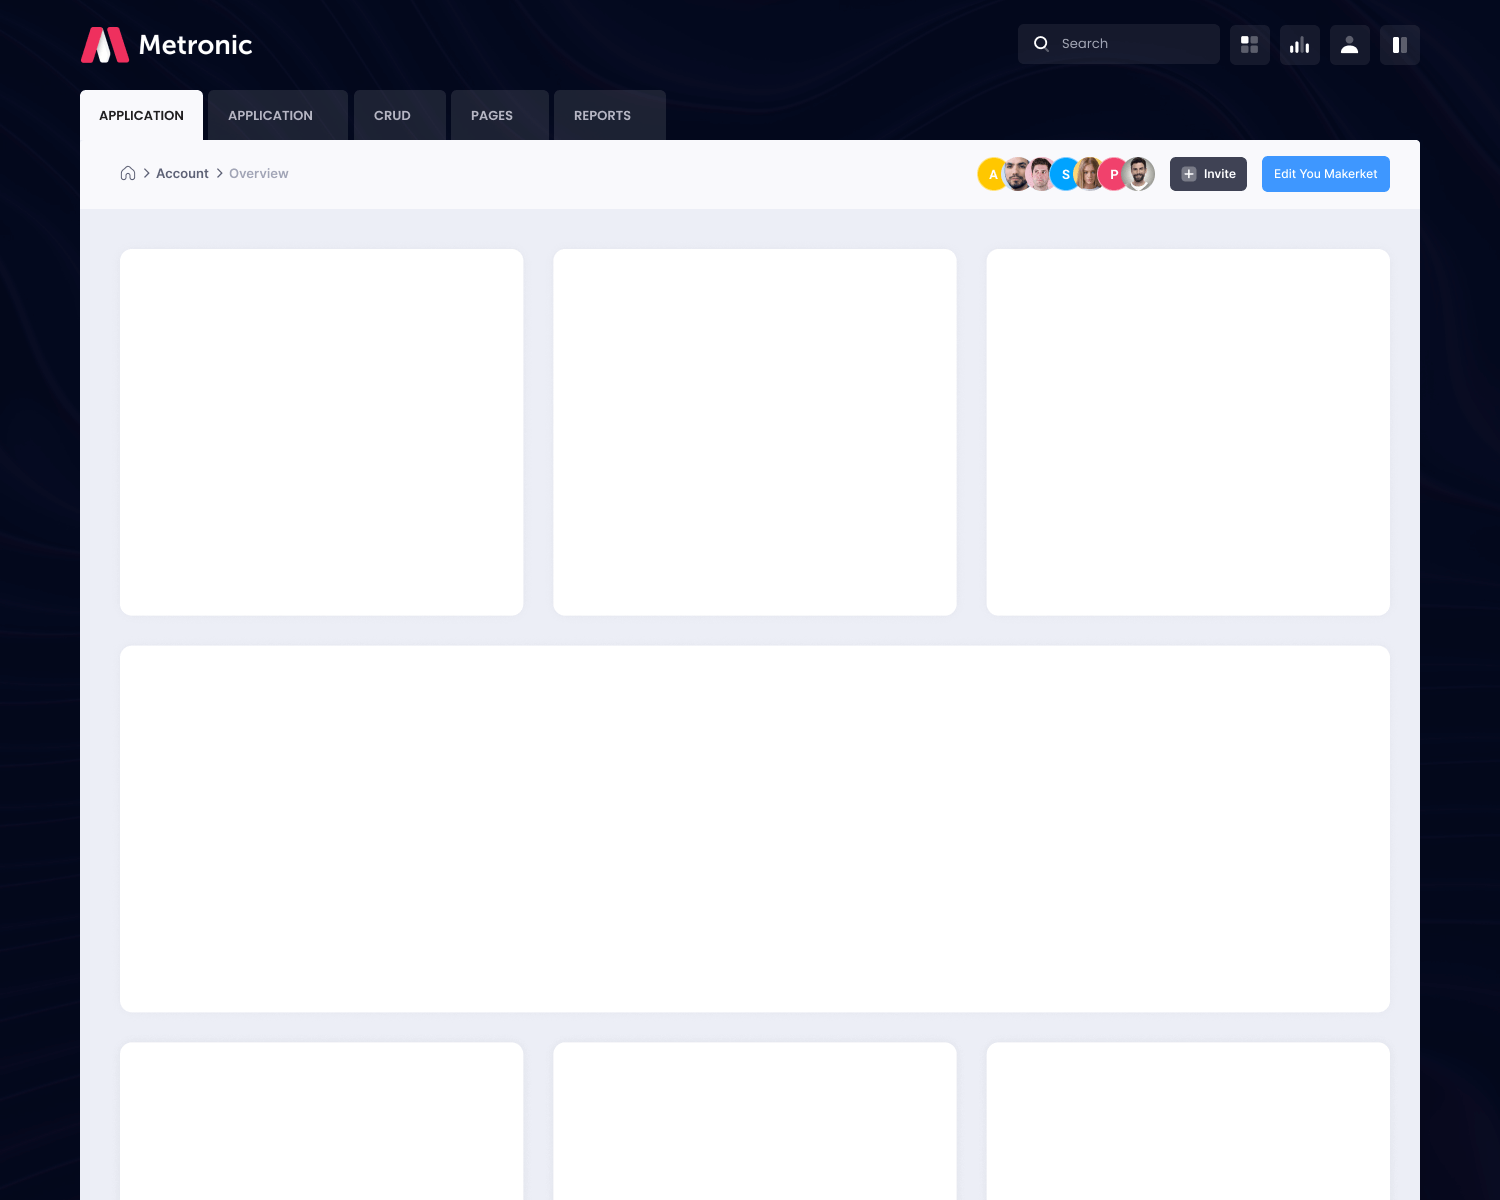 Metronic
Search
APPLICATION
APPLICATION
CRUD
PAGES
REPORTS
Account
Overview
A
S
P
Invite
Edit You Makerket